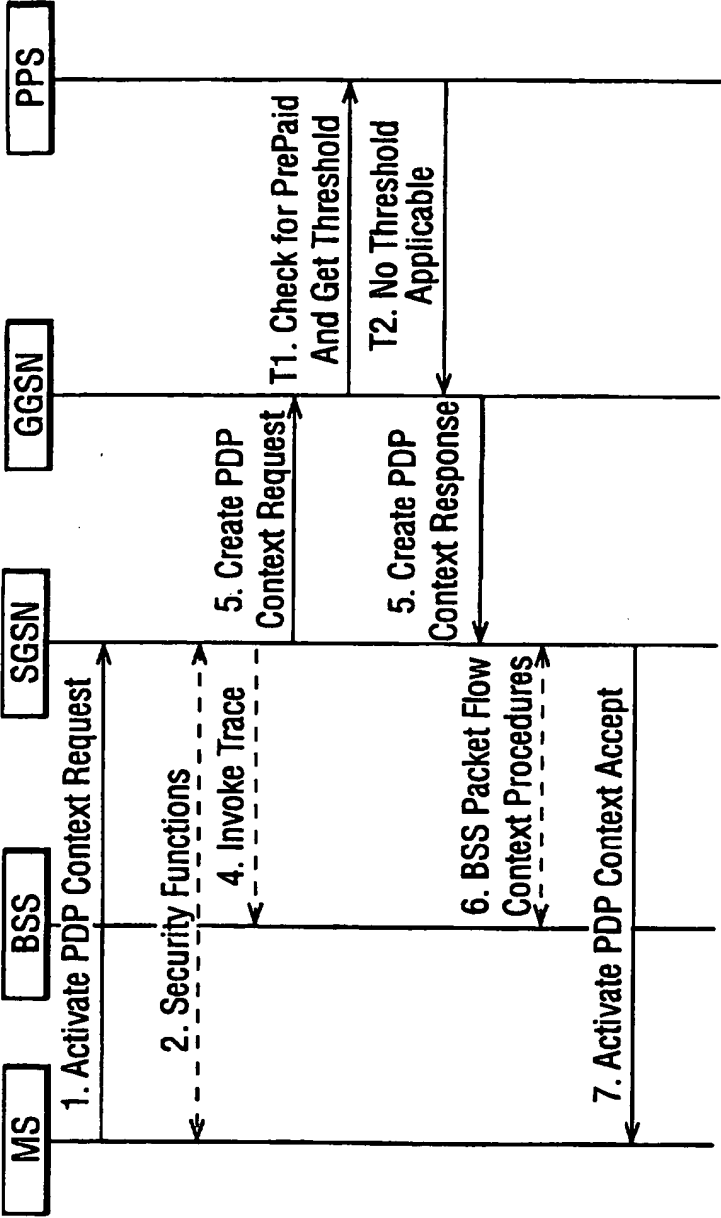 MS
BSS
SGSN
GGSN
PPS
1. Activate PDP Context Request
2. Security Functions
4. Invoke Trace
5. Create PDP
Context Request
T1. Check for PrePaid
And Get Threshold
T2. No Threshold
Applicable
5. Create PDP
Context Response
6. BSS Packet Flow
Context Procedures
7. Activate PDP Context Accept